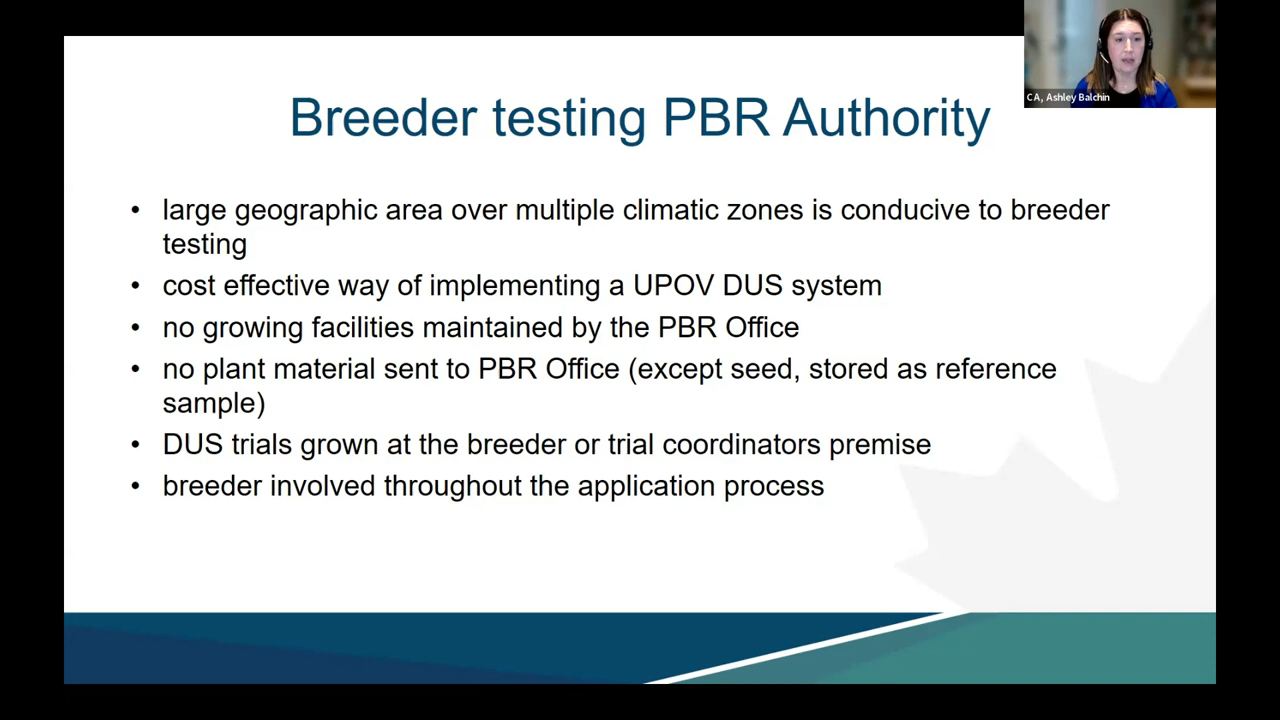 CA, Ashley Balchin
Breeder testing PBR Authority
• large geographic area over multiple climatic zones is conducive to breeder
testing
• cost effective way of implementing a UPOV DUS system
• no growing facilities maintained by the PBR Office
• no plant material sent to PBR Office (except seed, stored as reference
sample)
• DUS trials grown at the breeder or trial coordinators premise
• breeder involved throughout the application process